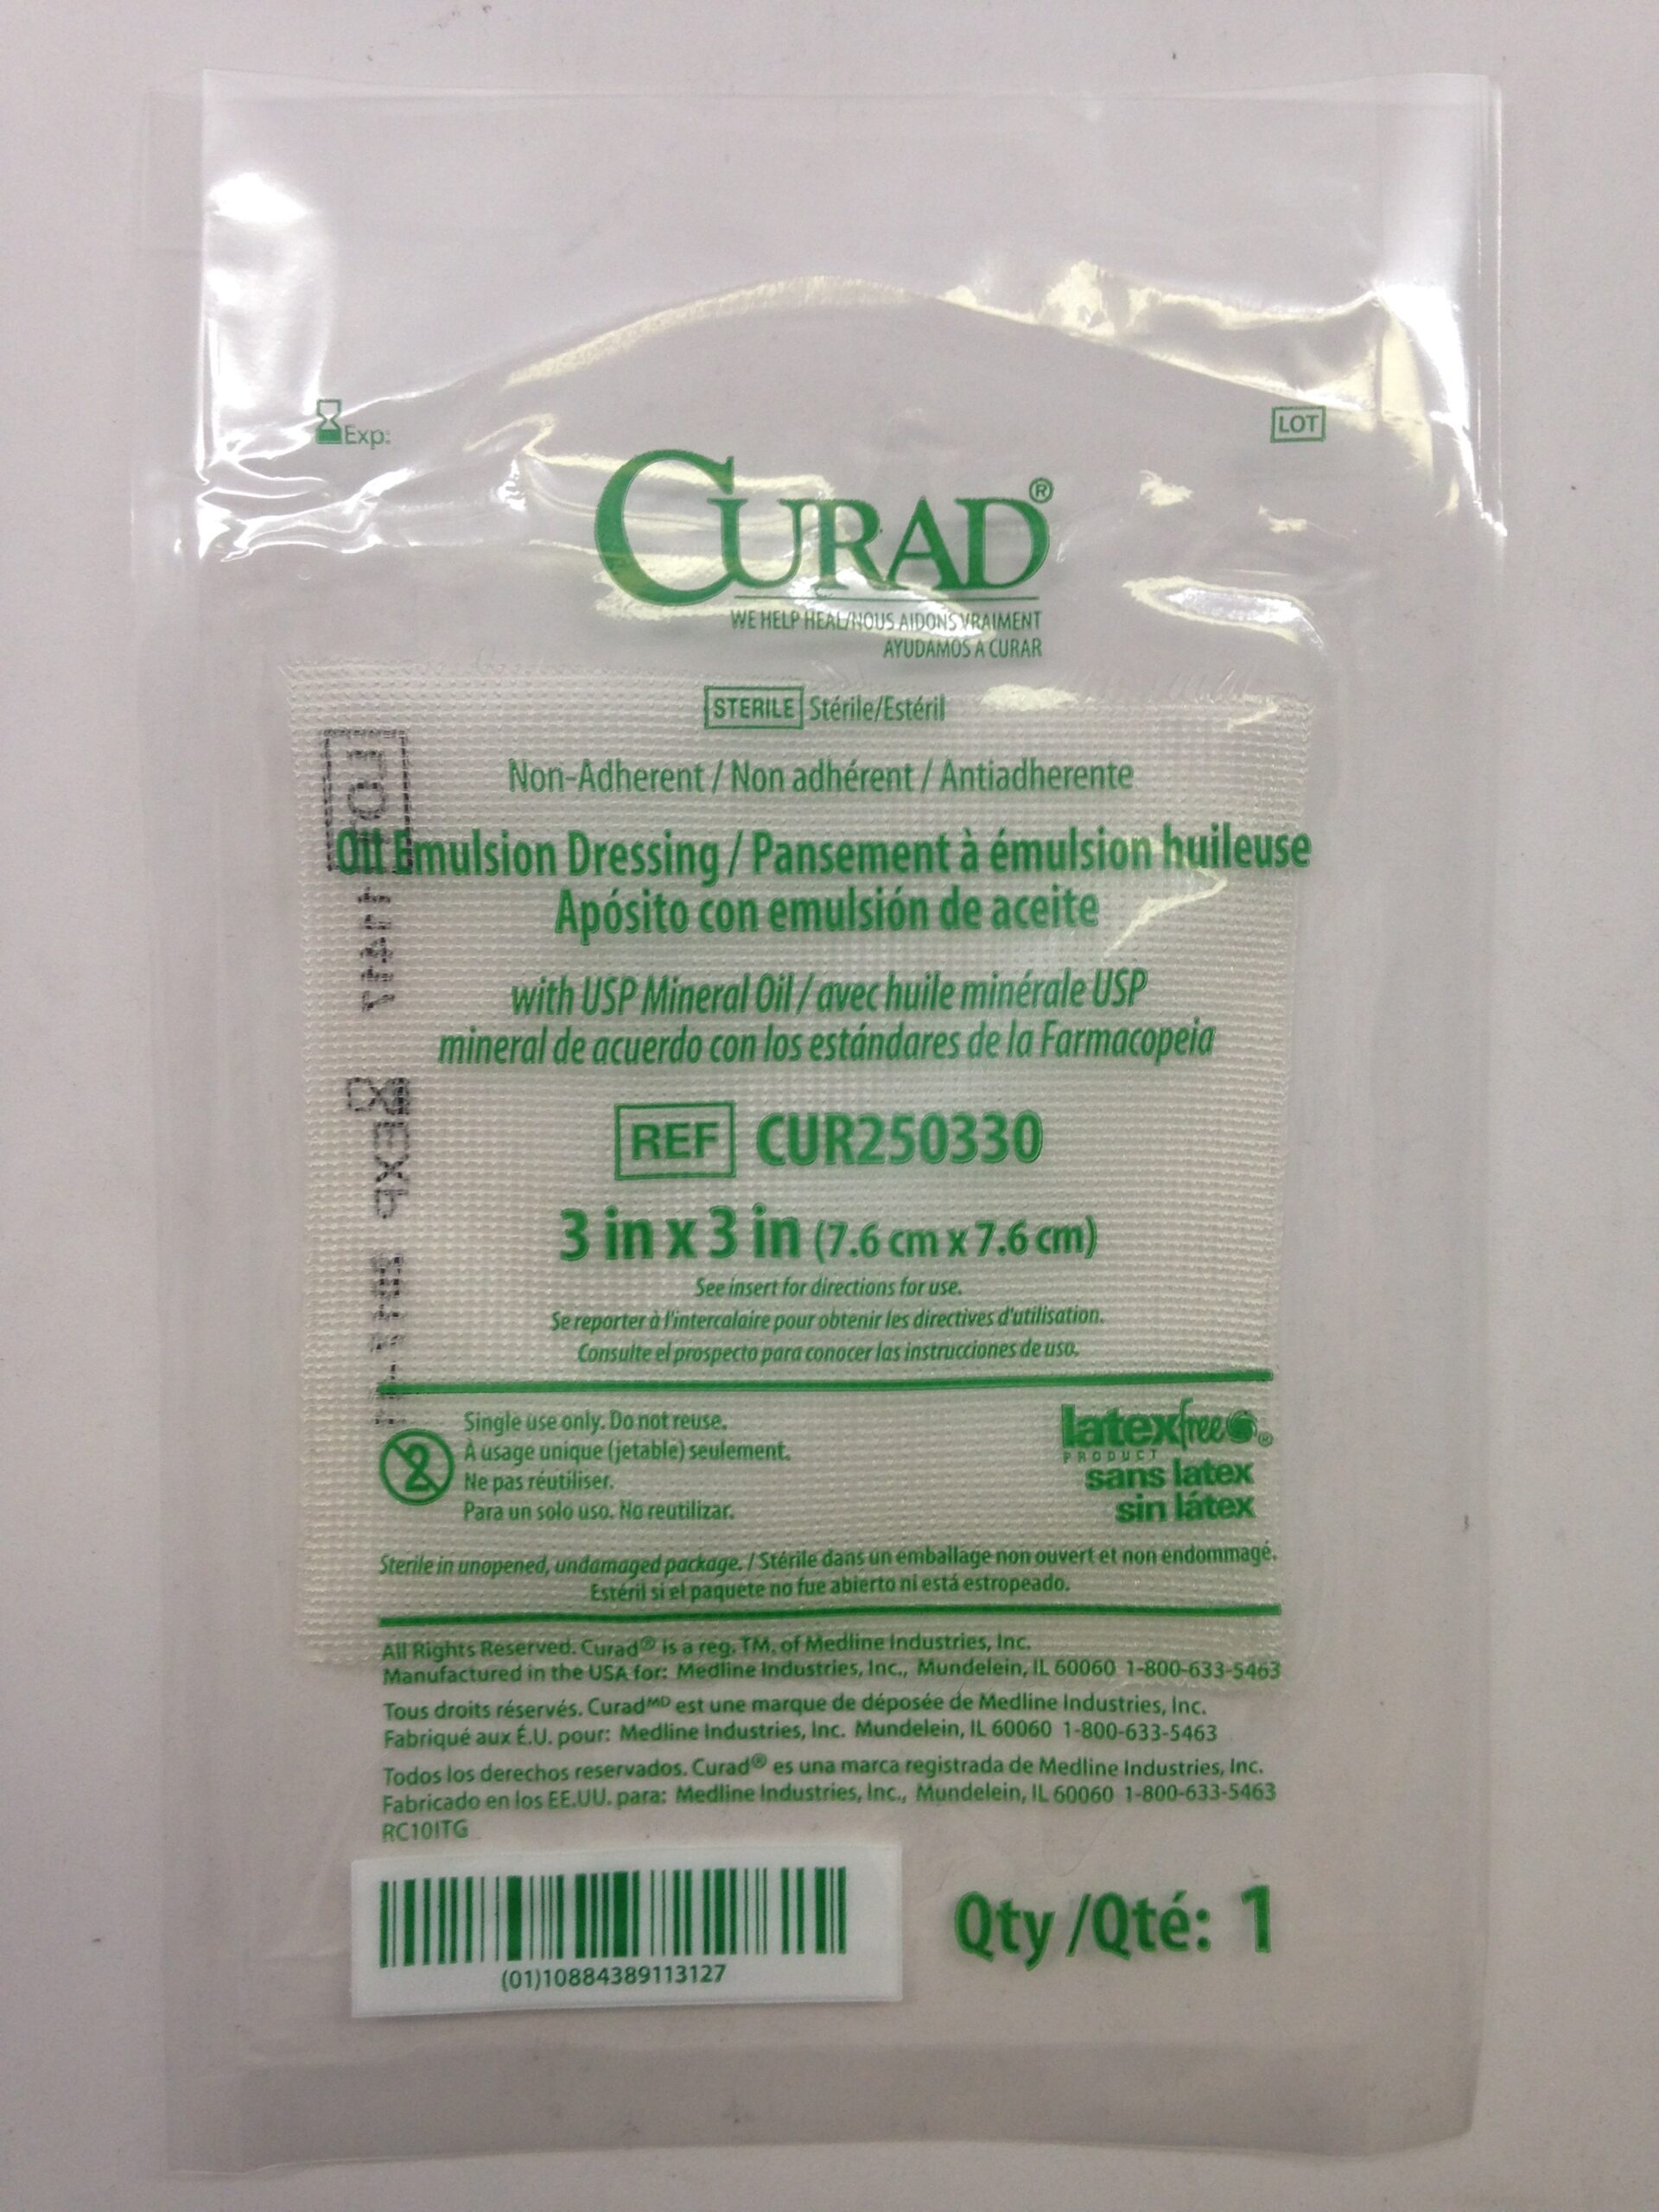 Exp:
LOT
CURAD®
WE HELP HEAL/NOUS AIDONS VRAIMENT
AYUDAMOS A CURAR
STERILE Stérile/Estéril
Non-Adherent / Non adhérent / Antiadherente
Oil Emulsion Dressing / Pansement à émulsion huileuse
Apósito con emulsión de aceite
with USP Mineral Oil / avec huile minérale USP
mineral de acuerdo con los estándares de la Farmacopeia
REF CUR250330
3 in x 3 in (7.6 cm x 7.6 cm)
See insert for directions for use.
Se reporter à l'intercalaire pour obtenir les directives d'utilisation.
Consulte el prospecto para conocer las instrucciones de uso.
Single use only. Do not reuse.
À usage unique (jetable) seulement.
Ne pas réutiliser.
Para un solo uso. No reutilizar.
2
latexfree®
PRODUCT
sans latex
sin látex
Sterile in unopened, undamaged package. / Stérile dans un emballage non ouvert et non endommagé.
Estéril si el paquete no fue abierto ni está estropeado.
All Rights Reserved. Curad® is a reg. TM. of Medline Industries, Inc.
Manufactured in the USA for: Medline Industries, Inc., Mundelein, IL 60060 1-800-633-5463
Tous droits réservés. Curadᴹᴰ est une marque de déposée de Medline Industries, Inc.
Fabriqué aux É.U. pour: Medline Industries, Inc. Mundelein, IL 60060 1-800-633-5463
Todos los derechos reservados. Curad® es una marca registrada de Medline Industries, Inc.
Fabricado en los EE.UU. para: Medline Industries, Inc., Mundelein, IL 60060 1-800-633-5463
RC10ITG
(01)10884389113127
Qty /Qté: 1
LOT
EXP